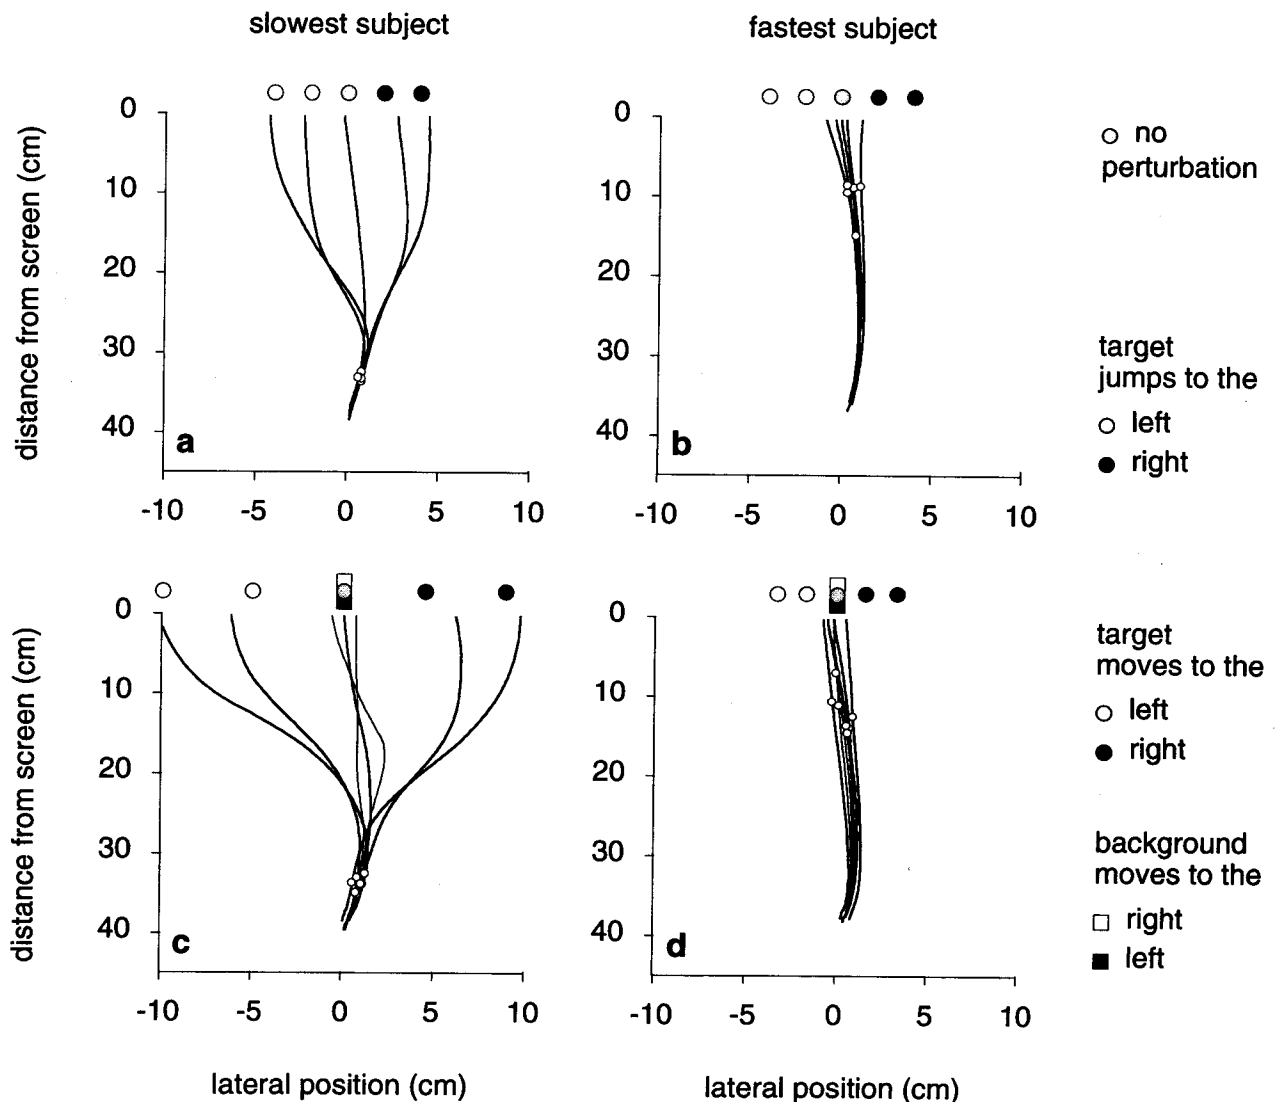 slowest subject
fastest subject
distance from screen (cm)
0
10
20
30
40
a
-10 -5 0 5 10
0
10
20
30
40
b
-10 -5 0 5 10
no
perturbation
target
jumps to the
left
right
distance from screen (cm)
0
10
20
30
40
c
-10 -5 0 5 10
lateral position (cm)
0
10
20
30
40
d
-10 -5 0 5 10
lateral position (cm)
target
moves to the
left
right
background
moves to the
right
left